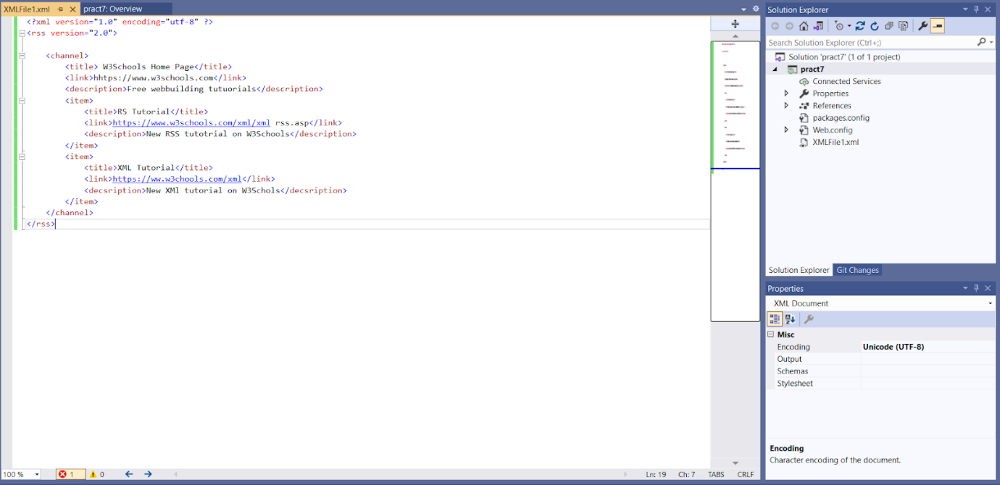 XMLFile1.xml pract7: Overview
<?xml version="1.0" encoding="utf-8" ?>
<rss version="2.0">
<channel>
<title> W3Schools Home Page</title>
<link>hhttps://www.w3schools.com</link>
<description>Free webbuilding tutuorials</description>
<item>
<title>RS Tutorial</title>
<link>https://www.w3schools.com/xml/xml rss.asp</link>
<description>New RSS tutotrial on W3Schools</description>
</item>
<item>
<title>XML Tutorial</title>
<link>https://ww.w3chools.com/xml</link>
<decsription>New XMl tutorial on W3Schols</decsription>
</item>
</channel>
</rss>
100 % 1 0 Ln: 19 Ch: 7 TABS CRLF
Solution Explorer
Search Solution Explorer (Ctrl+;)
Solution 'pract7' (1 of 1 project)
pract7
Connected Services
Properties
References
packages.config
Web.config
XMLFile1.xml
Solution Explorer Git Changes
Properties
XML Document
Misc
Encoding Unicode (UTF-8)
Output
Schemas
Stylesheet
Encoding
Character encoding of the document.